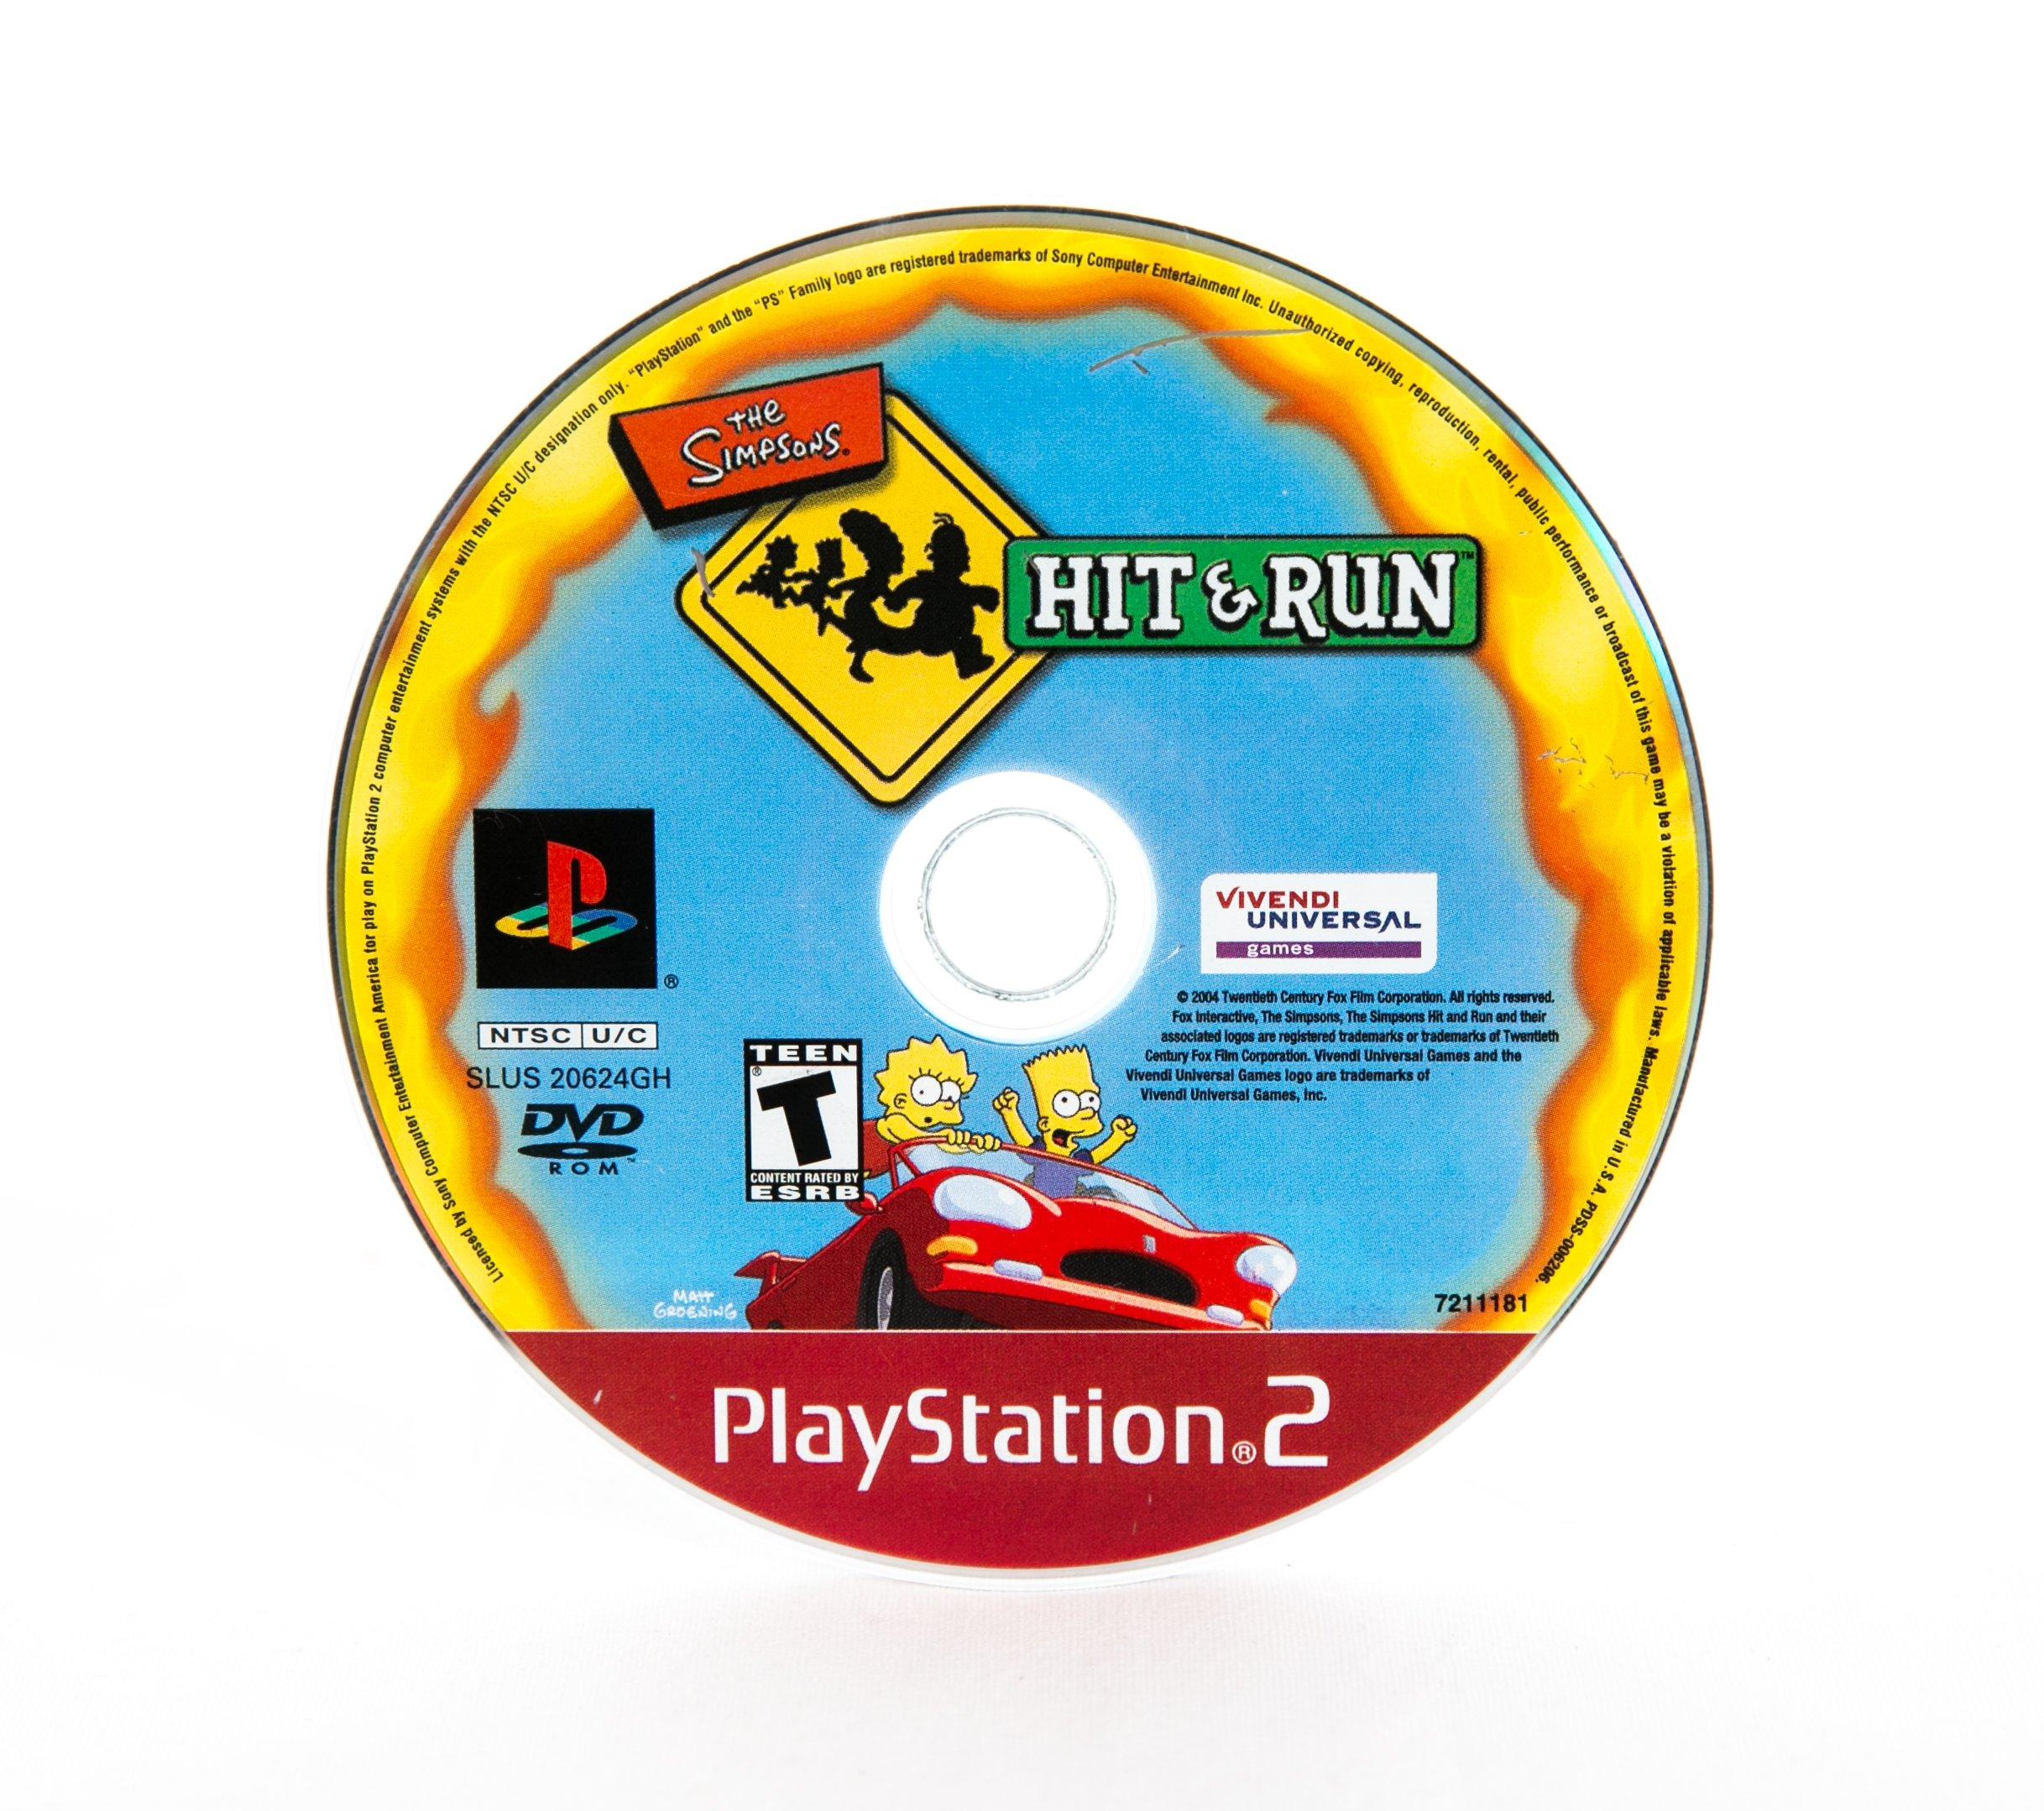 Licensed by Sony Computer Entertainment America for play on PlayStation 2 computer entertainment systems with the NTSC U/C designation only. "PlayStation" and the "PS" Family logo are registered trademarks of Sony Computer Entertainment Inc. Unauthorized copying, reproduction, rental, public performance or broadcast of this game may be a violation of applicable laws. Manufactured in U.S.A. PDSS-006206.
THE
SIMPSONS
HIT & RUN™
®
NTSC U/C
SLUS 20624GH
DVD
ROM™
VIVENDI
UNIVERSAL
games
© 2004 Twentieth Century Fox Film Corporation. All rights reserved.
Fox Interactive, The Simpsons, The Simpsons Hit and Run and their
associated logos are registered trademarks or trademarks of Twentieth
Century Fox Film Corporation. Vivendi Universal Games and the
Vivendi Universal Games logo are trademarks of
Vivendi Universal Games, Inc.
TEEN
®
T
CONTENT RATED BY
ESRB
MATT
GROENING
7211181
PlayStation®2